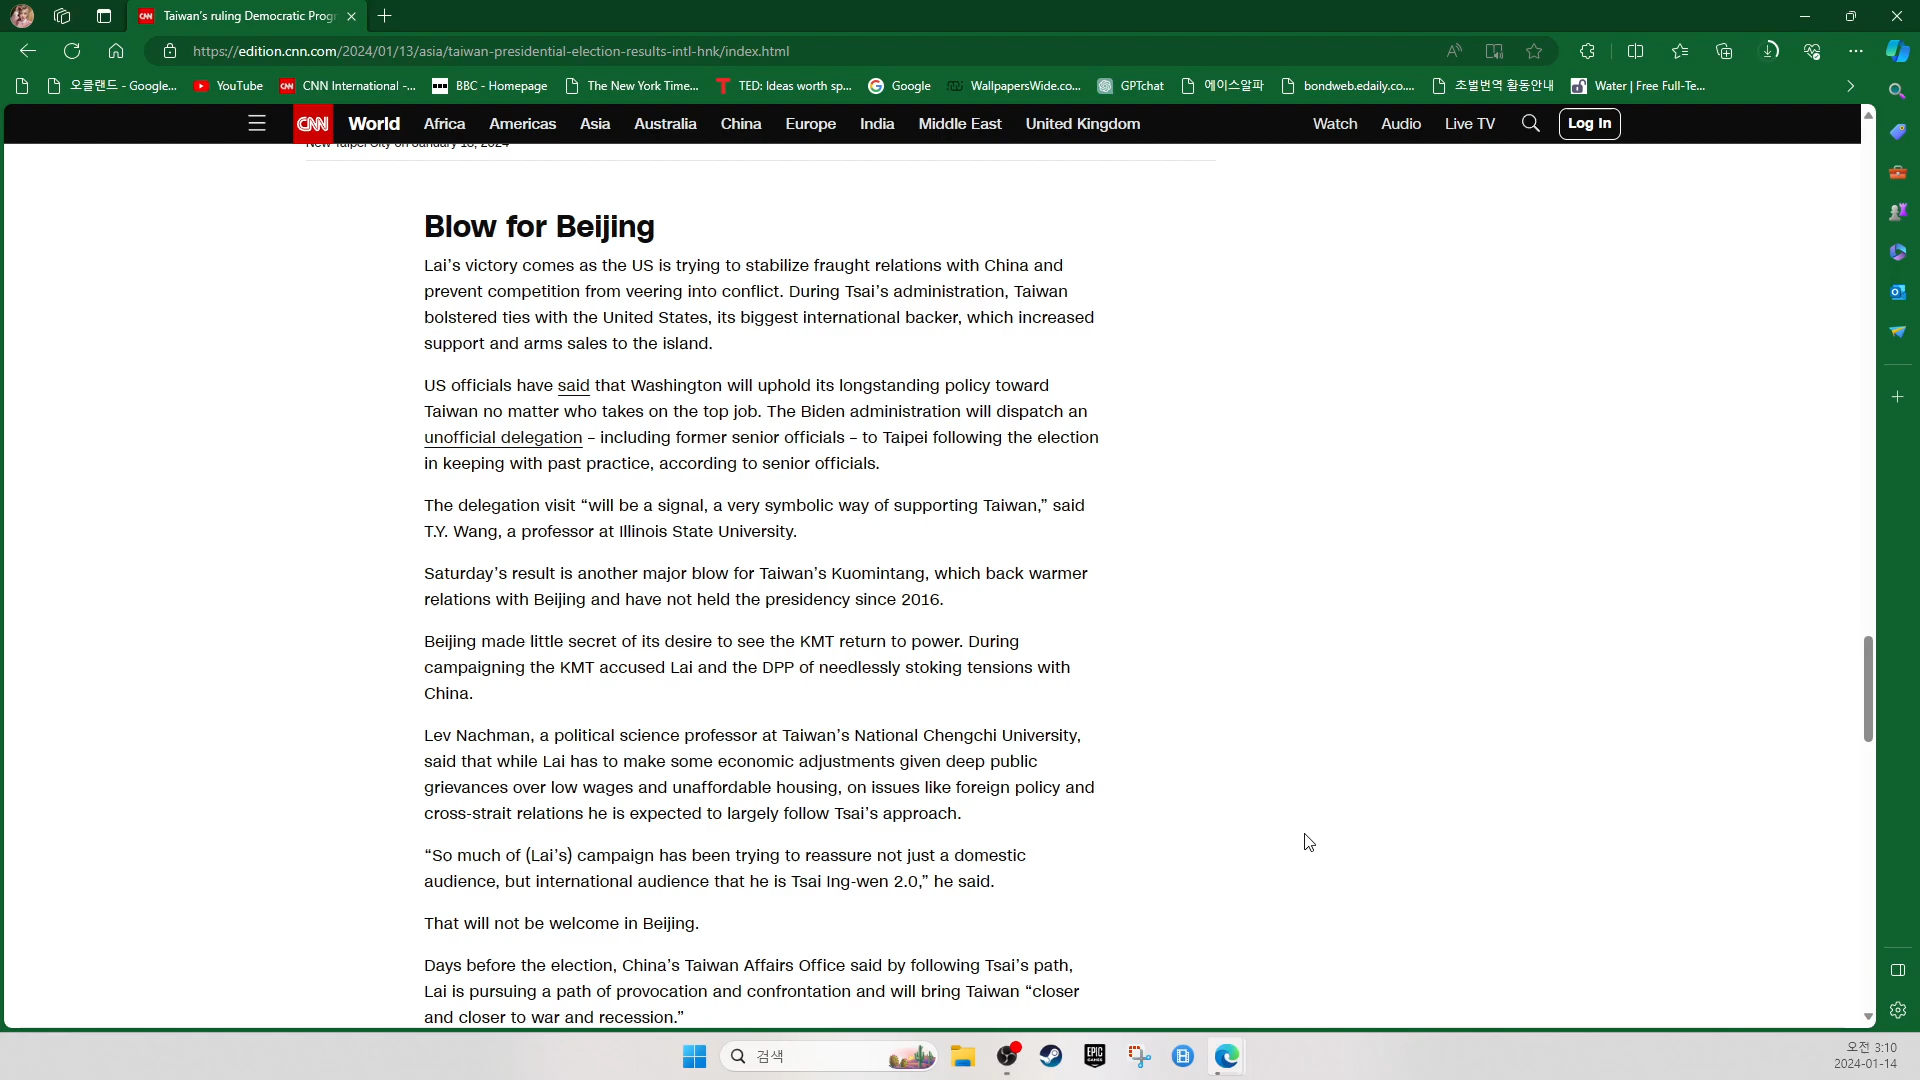 Taiwan's ruling Democratic Prog
https://edition.cnn.com/2024/01/13/asia/taiwan-presidential-election-results-intl-hnk/index.html
오클랜드 - Google...
YouTube
CNN International -...
BBC - Homepage
The New York Time...
TED: Ideas worth sp...
Google
WallpapersWide.co...
GPTchat
에이스알파
bondweb.edaily.co....
초벌번역 활동안내
Water | Free Full-Te...
CNN World Africa Americas Asia Australia China Europe India Middle East United Kingdom Watch Audio Live TV Log In
New Taipei City on January 13, 2024
Blow for Beijing
Lai's victory comes as the US is trying to stabilize fraught relations with China and
prevent competition from veering into conflict. During Tsai's administration, Taiwan
bolstered ties with the United States, its biggest international backer, which increased
support and arms sales to the island.
US officials have said that Washington will uphold its longstanding policy toward
Taiwan no matter who takes on the top job. The Biden administration will dispatch an
unofficial delegation – including former senior officials – to Taipei following the election
in keeping with past practice, according to senior officials.
The delegation visit “will be a signal, a very symbolic way of supporting Taiwan,” said
T.Y. Wang, a professor at Illinois State University.
Saturday's result is another major blow for Taiwan's Kuomintang, which back warmer
relations with Beijing and have not held the presidency since 2016.
Beijing made little secret of its desire to see the KMT return to power. During
campaigning the KMT accused Lai and the DPP of needlessly stoking tensions with
China.
Lev Nachman, a political science professor at Taiwan's National Chengchi University,
said that while Lai has to make some economic adjustments given deep public
grievances over low wages and unaffordable housing, on issues like foreign policy and
cross-strait relations he is expected to largely follow Tsai's approach.
“So much of (Lai's) campaign has been trying to reassure not just a domestic
audience, but international audience that he is Tsai Ing-wen 2.0,” he said.
That will not be welcome in Beijing.
Days before the election, China's Taiwan Affairs Office said by following Tsai's path,
Lai is pursuing a path of provocation and confrontation and will bring Taiwan “closer
and closer to war and recession.”
검색
EPIC GAMES
오전 3:10
2024-01-14